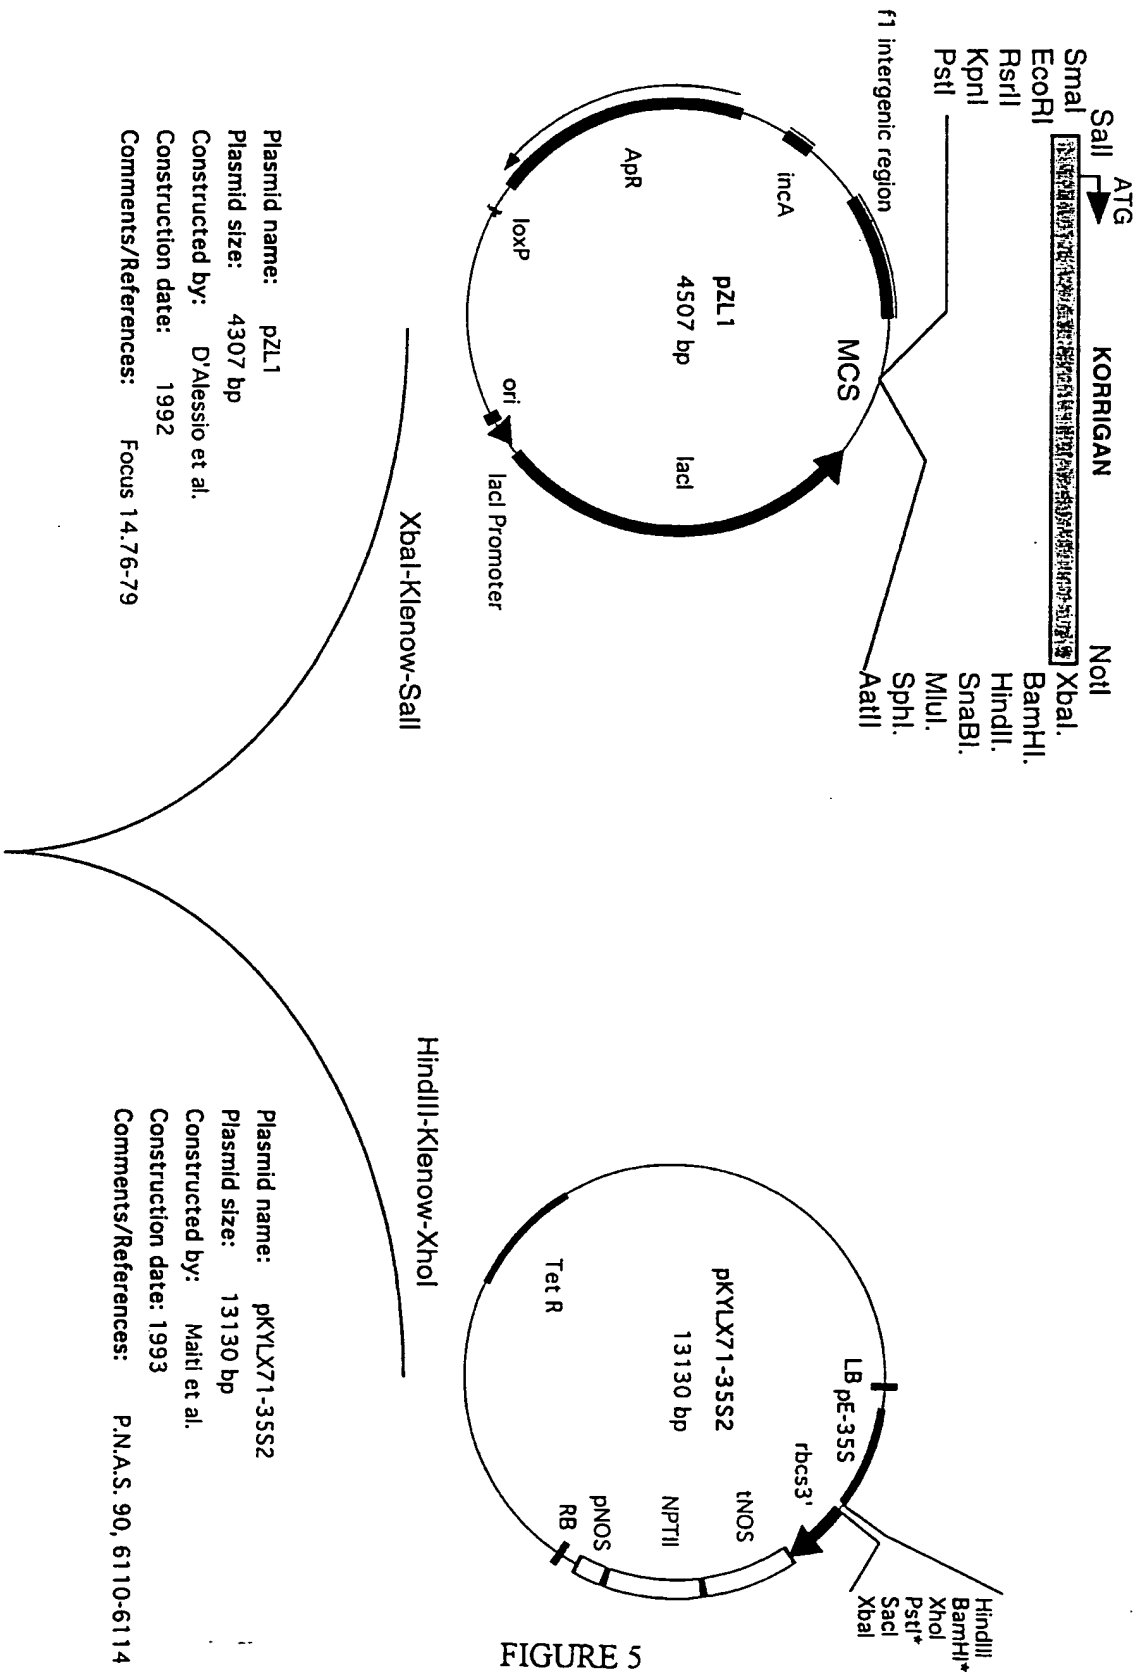 ATG
SalI
KORRIGAN
NotI
SmaI
EcoRI
RsrII
KpnI
PstI
XbaI.
BamHI.
HindII.
SnaBI.
MluI.
SphI.
AatII
f1 intergenic region
incA
ApR
loxP
pZL1
4507 bp
MCS
ori
lacI
lacI Promoter
Plasmid name: pZL1
Plasmid size: 4307 bp
Constructed by: D'Alessio et al.
Construction date: 1992
Comments/References: Focus 14.76-79
XbaI-Klenow-SalI
HindIII-Klenow-XhoI
LB
pE-35S
rbcs3'
HindIII
BamHI*
XhoI
PstI*
SacI
XbaI
pKYLX71-35S2
13130 bp
Tet R
tNOS
NPTII
pNOS
RB
Plasmid name: pKYLX71-35S2
Plasmid size: 13130 bp
Constructed by: Maiti et al.
Construction date: 1993
Comments/References: P.N.A.S. 90, 6110-6114
FIGURE 5